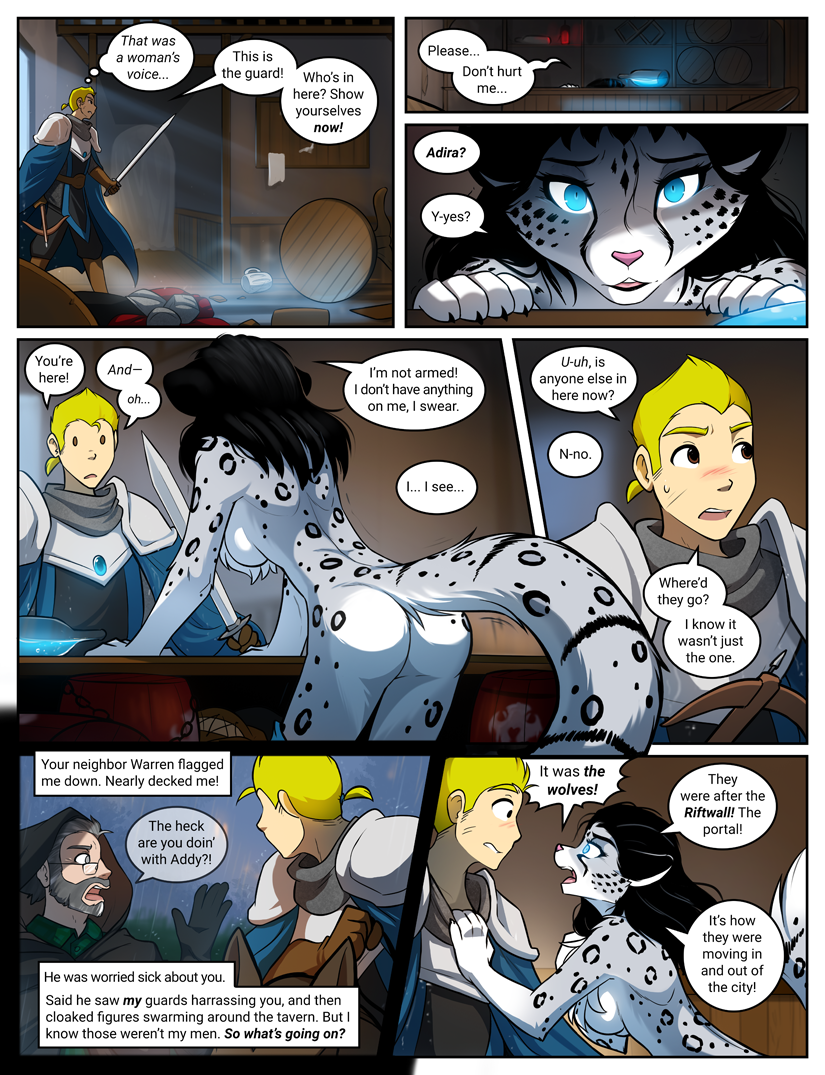 That was
a woman's
voice...
This is
the guard!
Who's in
here? Show
yourselves
now!
Please...
Don't hurt
me...
Adira?
Y-yes?
You're
here!
And—
oh...
I'm not armed!
I don't have anything
on me, I swear.
I... I see...
U-uh, is
anyone else in
here now?
N-no.
Where'd
they go?
I know it
wasn't just
the one.
Your neighbor Warren flagged
me down. Nearly decked me!
The heck
are you doin'
with Addy?!
He was worried sick about you.
Said he saw my guards harrassing you, and then
cloaked figures swarming around the tavern. But I
know those weren't my men. So what's going on?
It was the
wolves!
They
were after the
Riftwall! The
portal!
It's how
they were
moving in
and out of
the city!